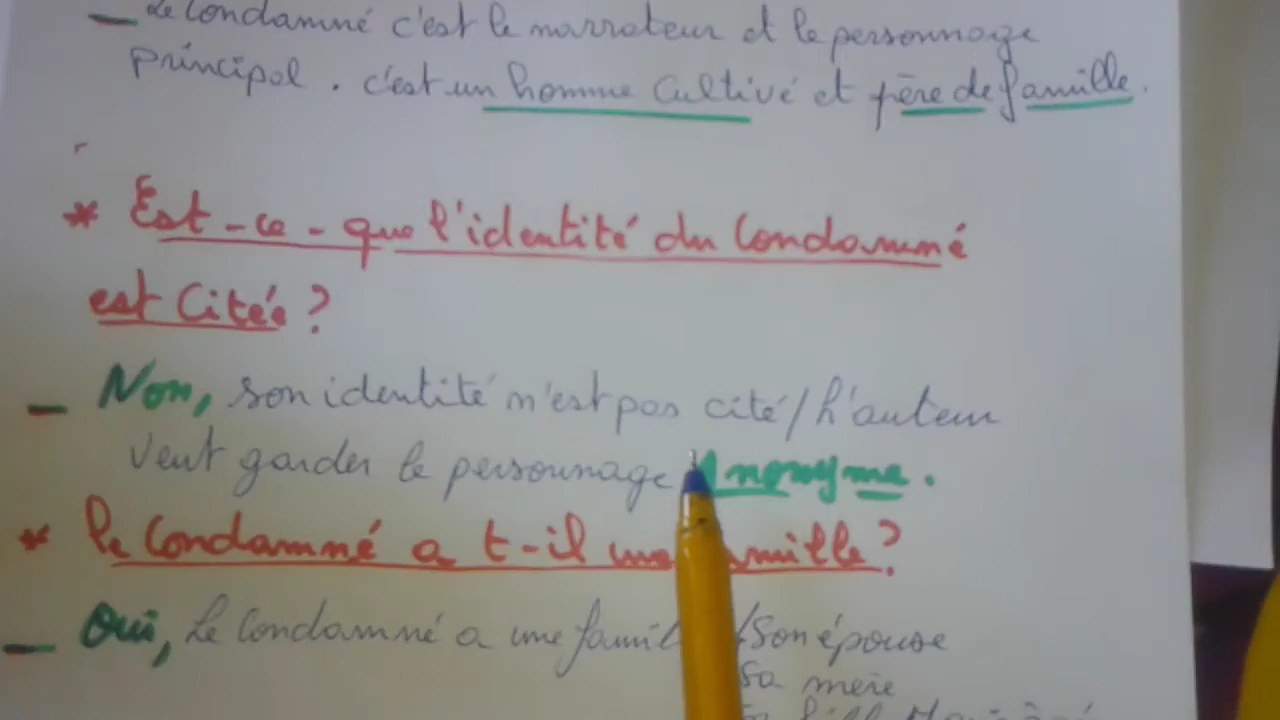 _ Le Condamné c'est le narrateur et le personnage
principal. c'est un homme cultivé et père de famille.
* Est-ce-que l'identité du Condamné
est Citée?
_ Non, son identité n'est pas cité/L'auteur
veut garder le personnage Anonyme.
* Le Condamné a t-il une famille?
_ Oui, Le Condamné a une famil /Son épouse
sa mère